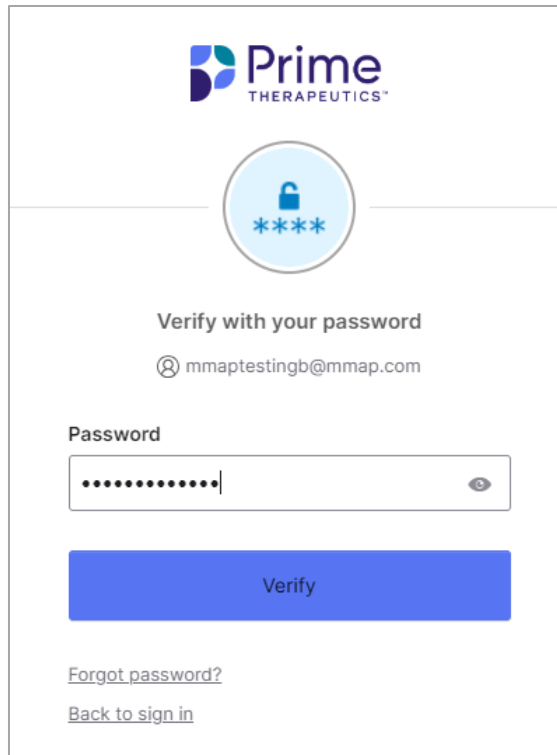 Prime
THERAPEUTICS™
****
Verify with your password
mmaptestingb@mmap.com
Password
•••••••••••••
Verify
Forgot password?
Back to sign in